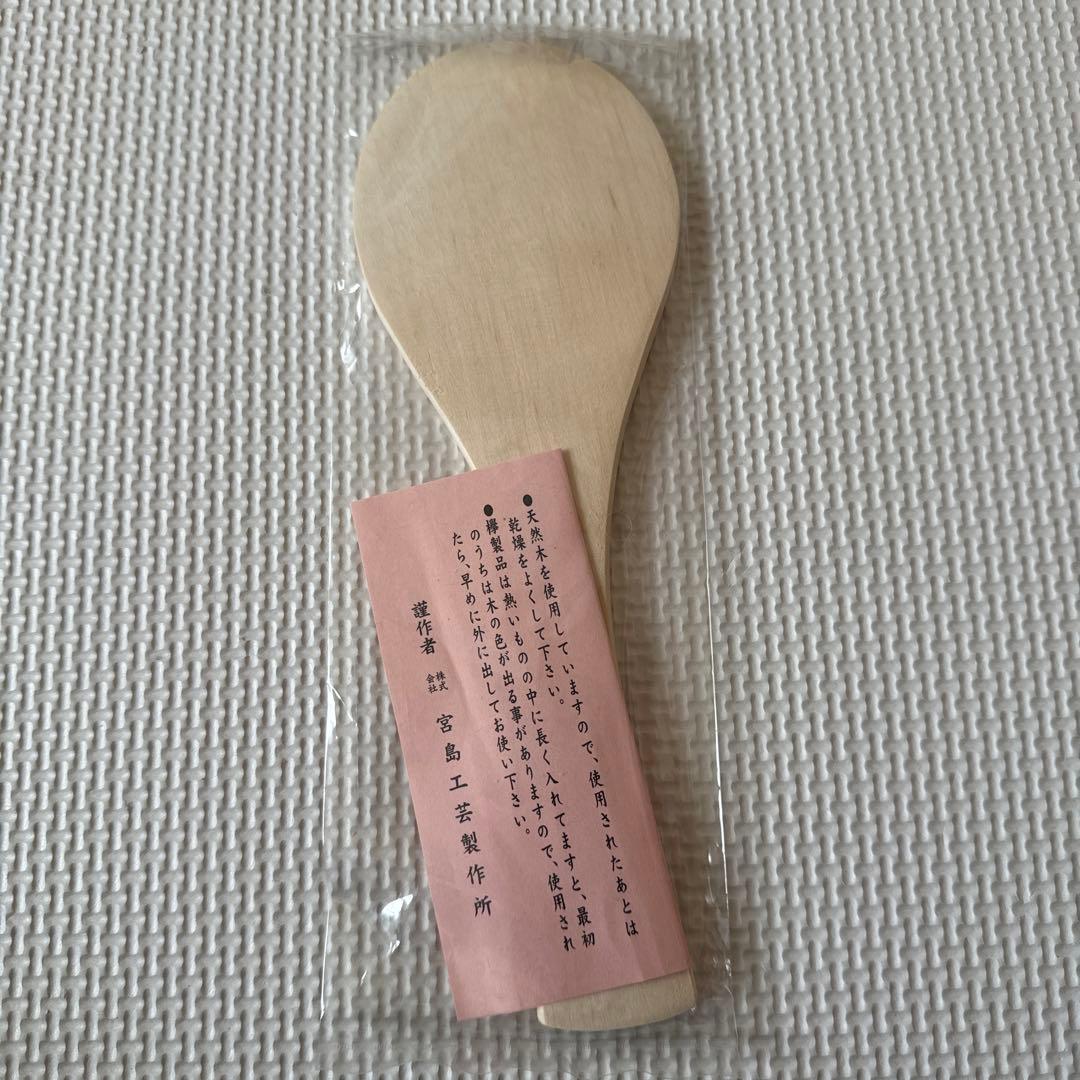 ●天然木を使用していますので、使用されたあとは
乾燥をよくして下さい。
●欅製品は熱いものの中に長く入れてますと、最初
のうちは木の色が出る事がありますので、使用され
たら、早めに外に出してお使い下さい。
謹作者 株式会社 宮島工芸製作所